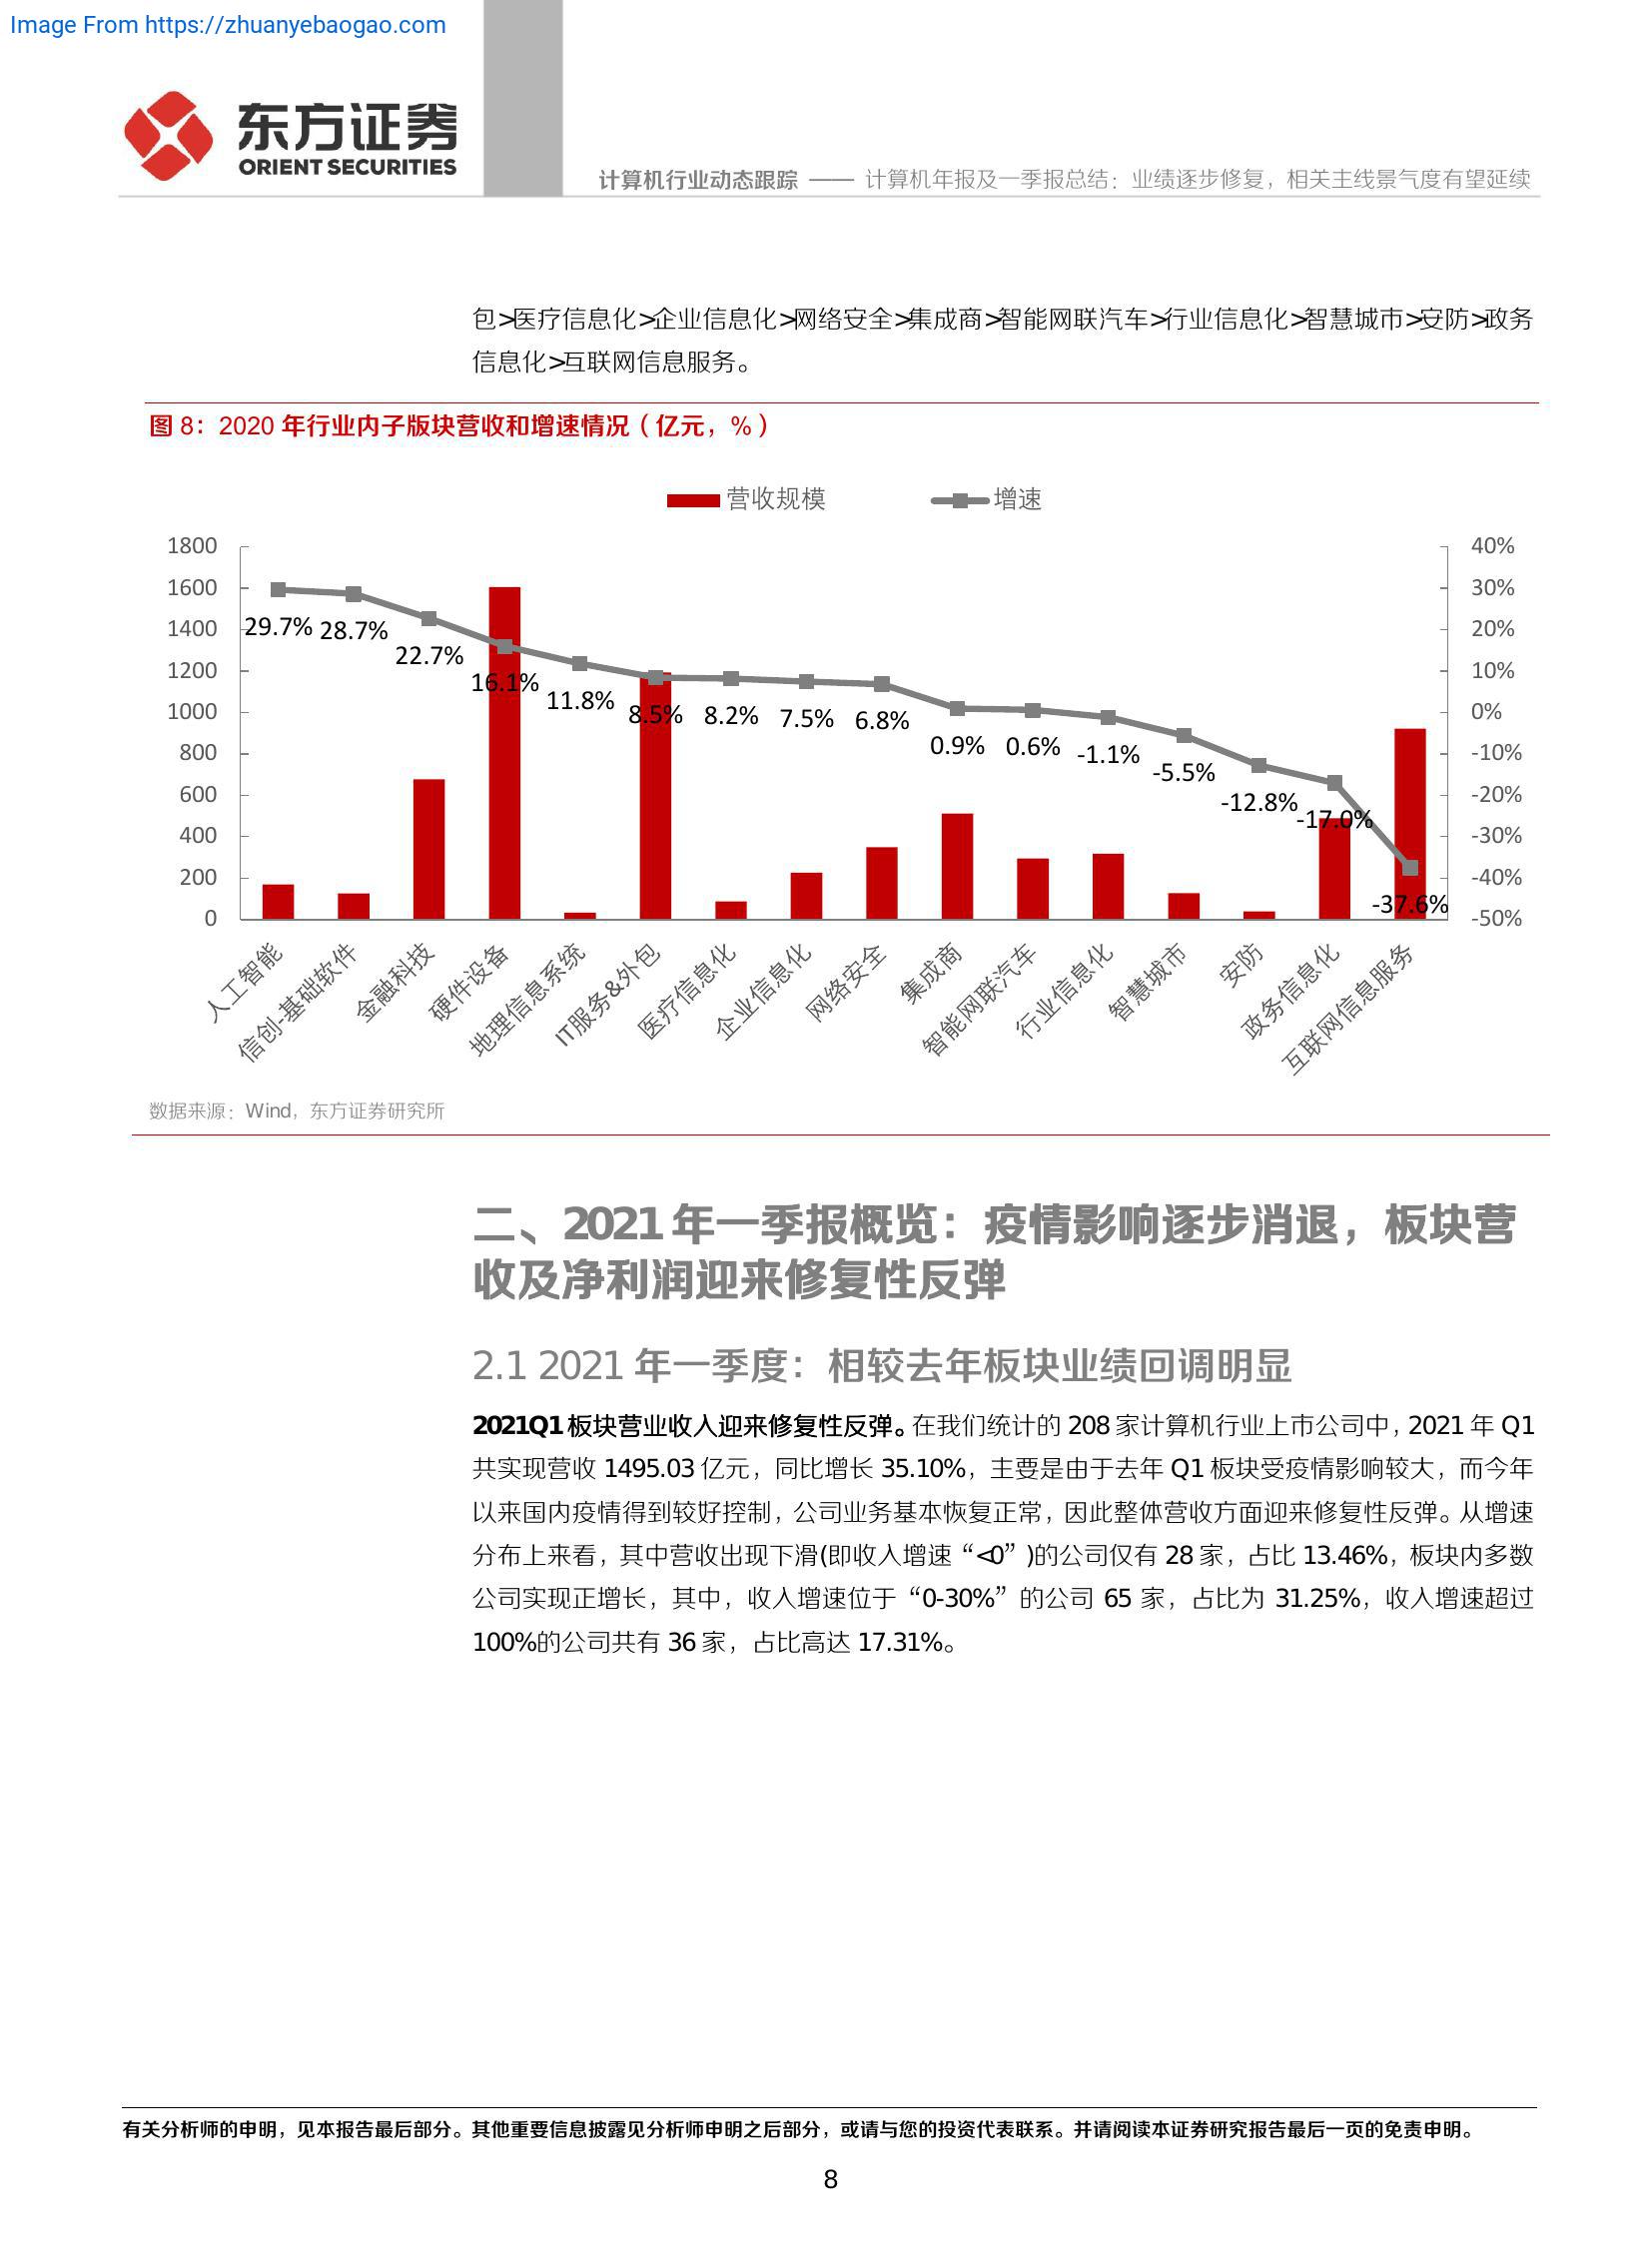 Image From https://zhuanyebaogao.com
东方证券
ORIENT SECURITIES
计算机行业动态跟踪 —— 计算机年报及一季报总结：业绩逐步修复，相关主线景气度有望延续
包>医疗信息化>企业信息化>网络安全>集成商>智能网联汽车>行业信息化>智慧城市>安防>政务
信息化>互联网信息服务。
图 8：2020 年行业内子版块营收和增速情况（亿元，%）
营收规模 增速
1800 40%
1600 30%
1400 20%
1200 10%
1000 0%
800 -10%
600 -20%
400 -30%
200 -40%
0 -50%
29.7% 28.7% 22.7% 16.1% 11.8% 8.5% 8.2% 7.5% 6.8% 0.9% 0.6% -1.1% -5.5% -12.8% -17.0% -37.6%
人工智能 信创-基础软件 金融科技 硬件设备 地理信息系统 IT服务&外包 医疗信息化 企业信息化 网络安全 集成商 智能网联汽车 行业信息化 智慧城市 安防 政务信息化 互联网信息服务
数据来源：Wind，东方证券研究所
二、2021 年一季报概览：疫情影响逐步消退，板块营
收及净利润迎来修复性反弹
2.1 2021 年一季度：相较去年板块业绩回调明显
2021Q1 板块营业收入迎来修复性反弹。在我们统计的 208 家计算机行业上市公司中，2021 年 Q1
共实现营收 1495.03 亿元，同比增长 35.10%，主要是由于去年 Q1 板块受疫情影响较大，而今年
以来国内疫情得到较好控制，公司业务基本恢复正常，因此整体营收方面迎来修复性反弹。从增速
分布上来看，其中营收出现下滑(即收入增速“<0”)的公司仅有 28 家，占比 13.46%，板块内多数
公司实现正增长，其中，收入增速位于“0-30%”的公司 65 家，占比为 31.25%，收入增速超过
100%的公司共有 36 家，占比高达 17.31%。
有关分析师的申明，见本报告最后部分。其他重要信息披露见分析师申明之后部分，或请与您的投资代表联系。并请阅读本证券研究报告最后一页的免责申明。
8